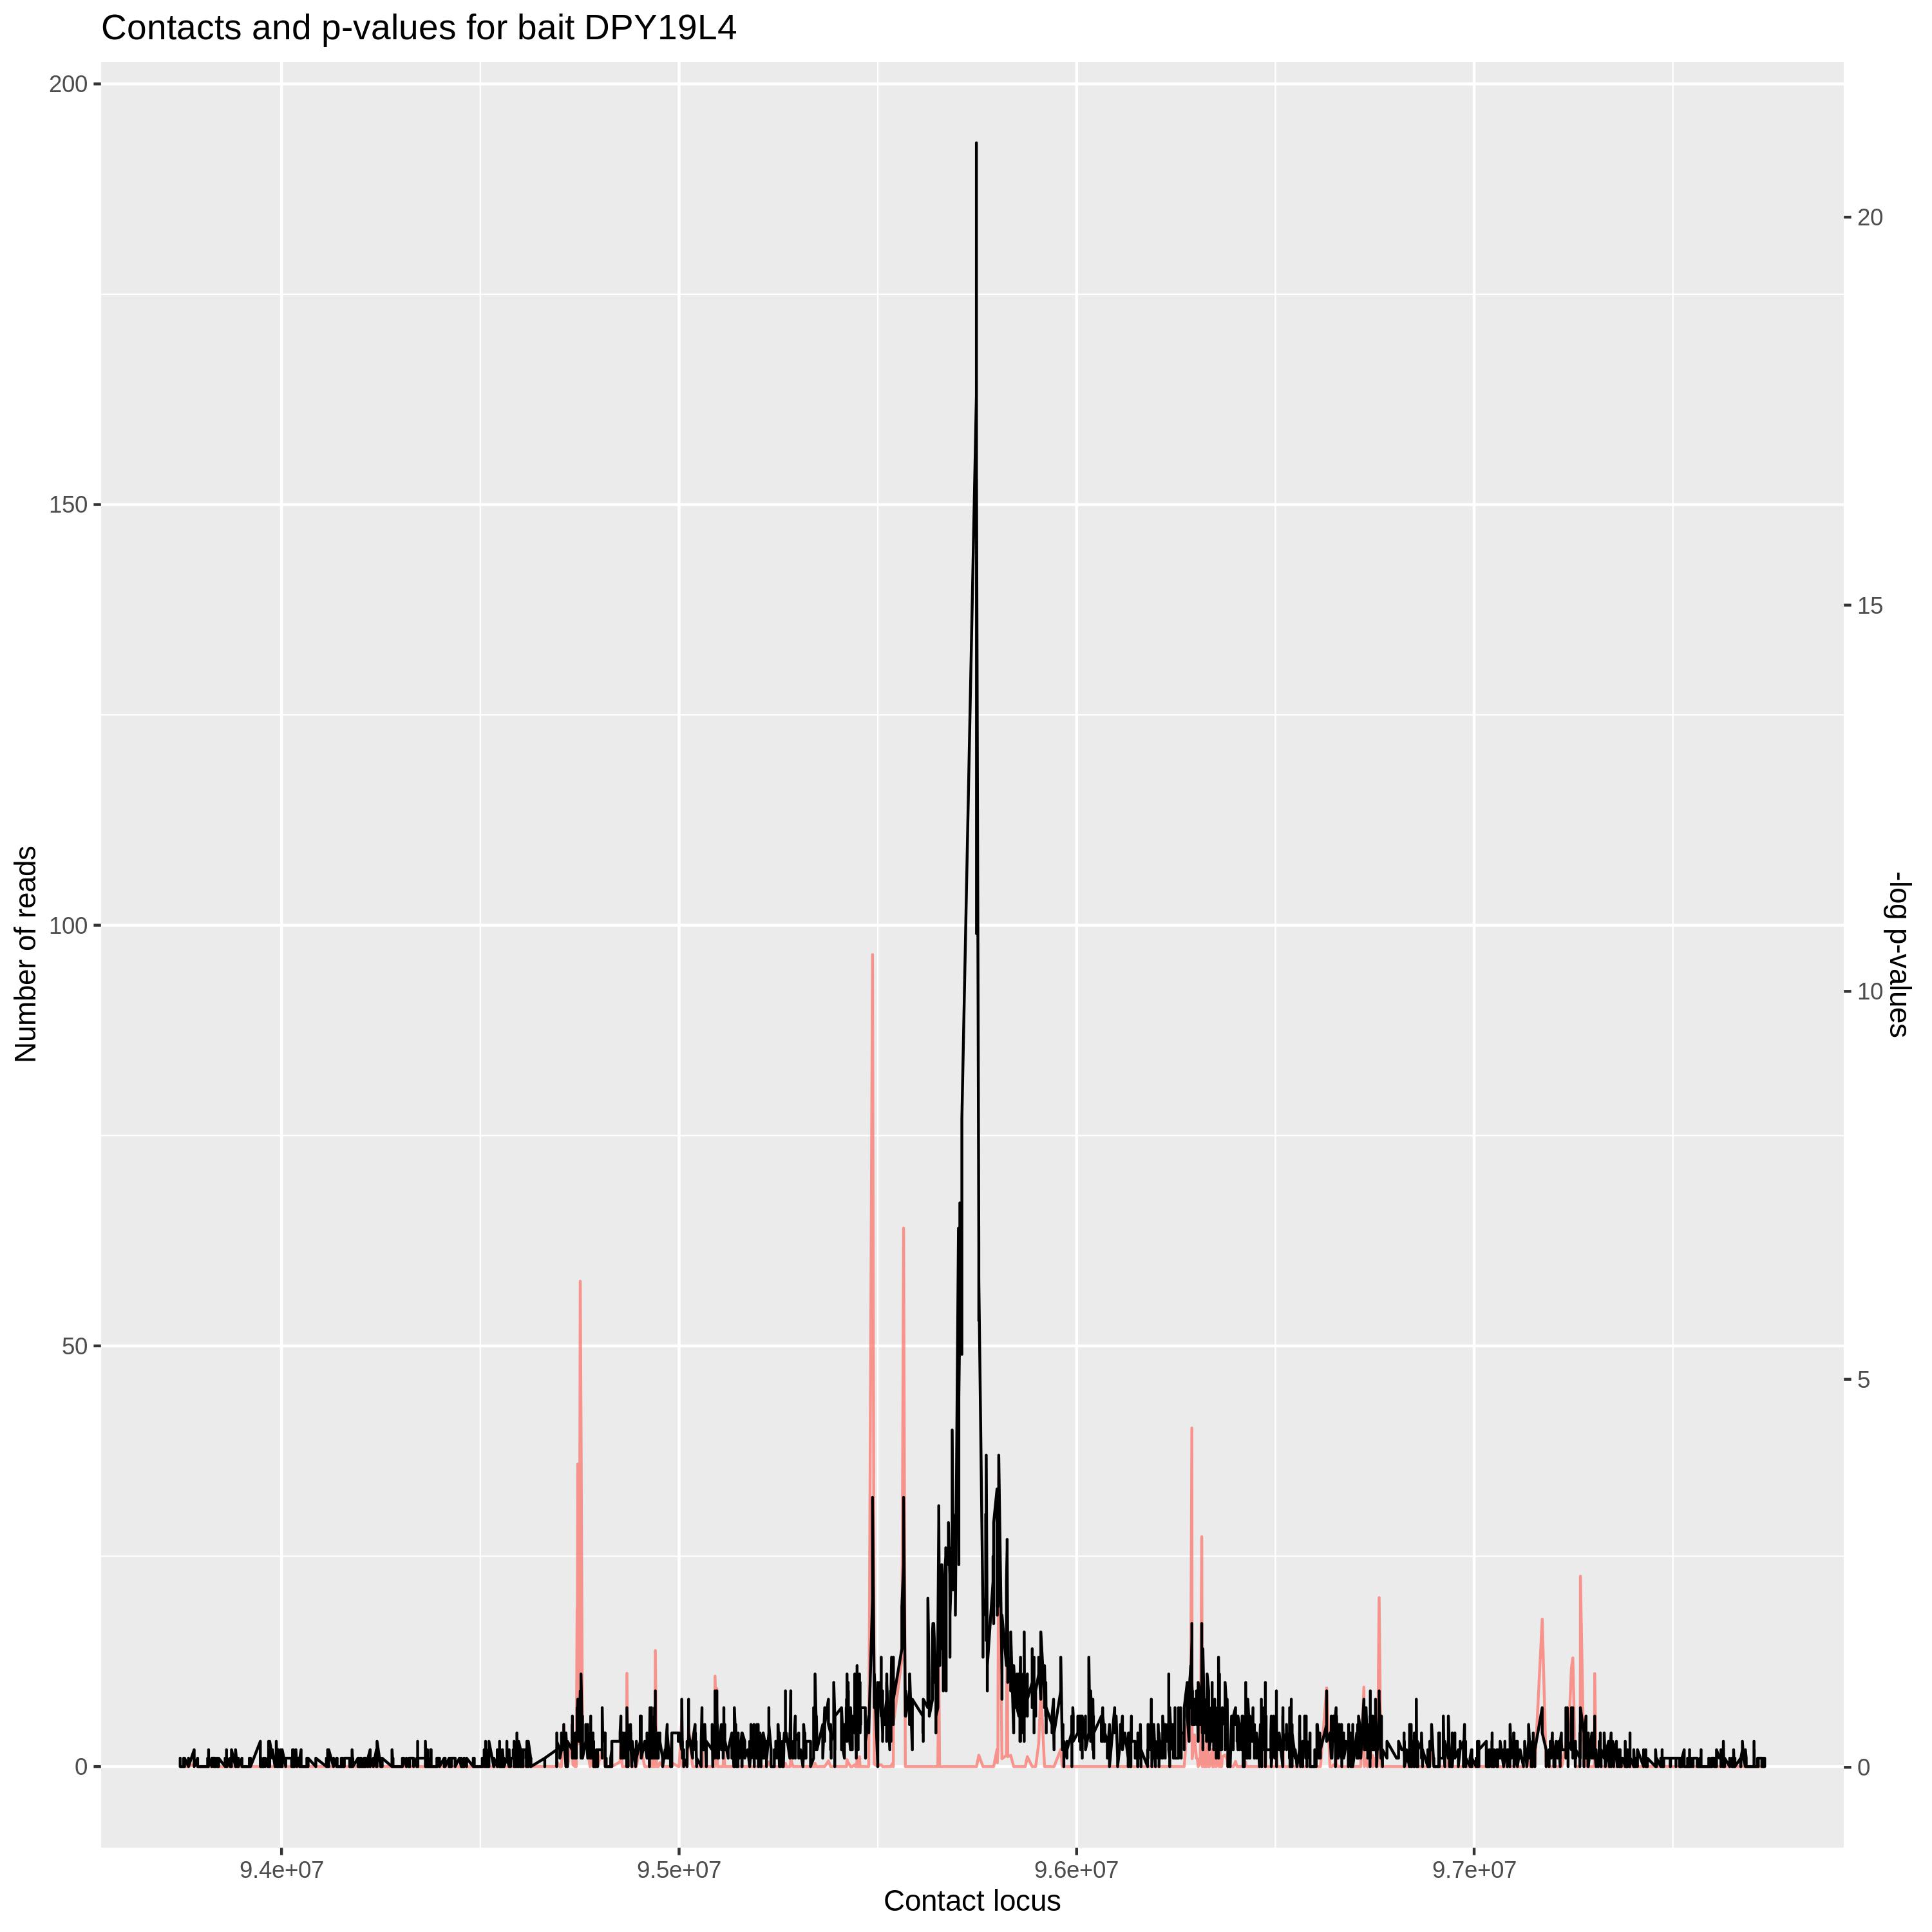 Contacts and p-values for bait DPY19L4
200
150
100
50
0
Number of reads
20
15
10
5
0
-log p-values
9.4e+07
9.5e+07
9.6e+07
9.7e+07
Contact locus